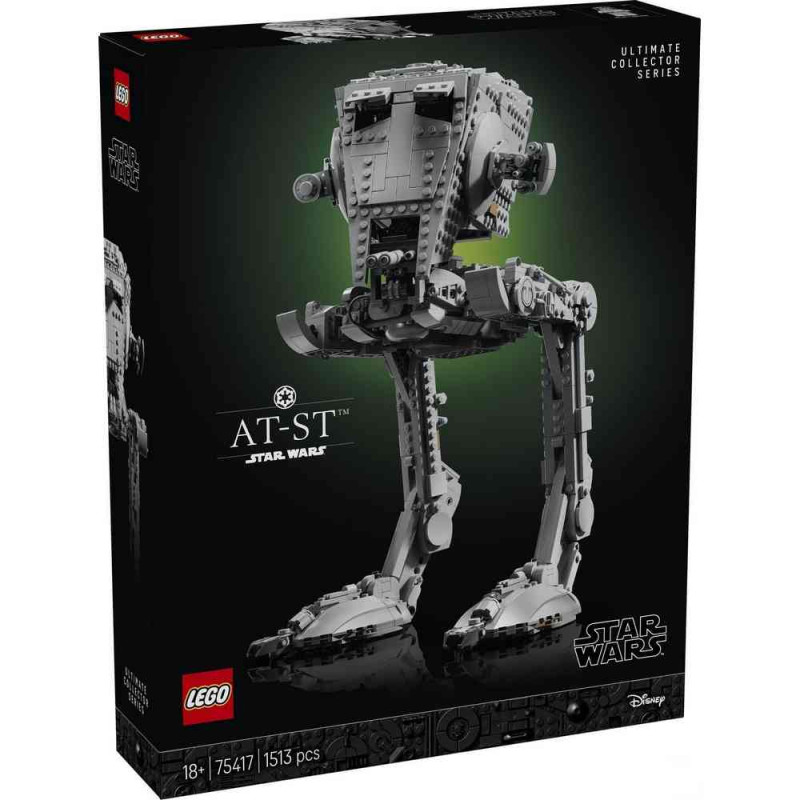 ULTIMATE
COLLECTOR
SERIES
LEGO
STAR
WARS
AT-ST™
STAR WARS
STAR
WARS
ULTIMATE
COLLECTOR
SERIES
LEGO
Disney
18+ 75417 1513 pcs